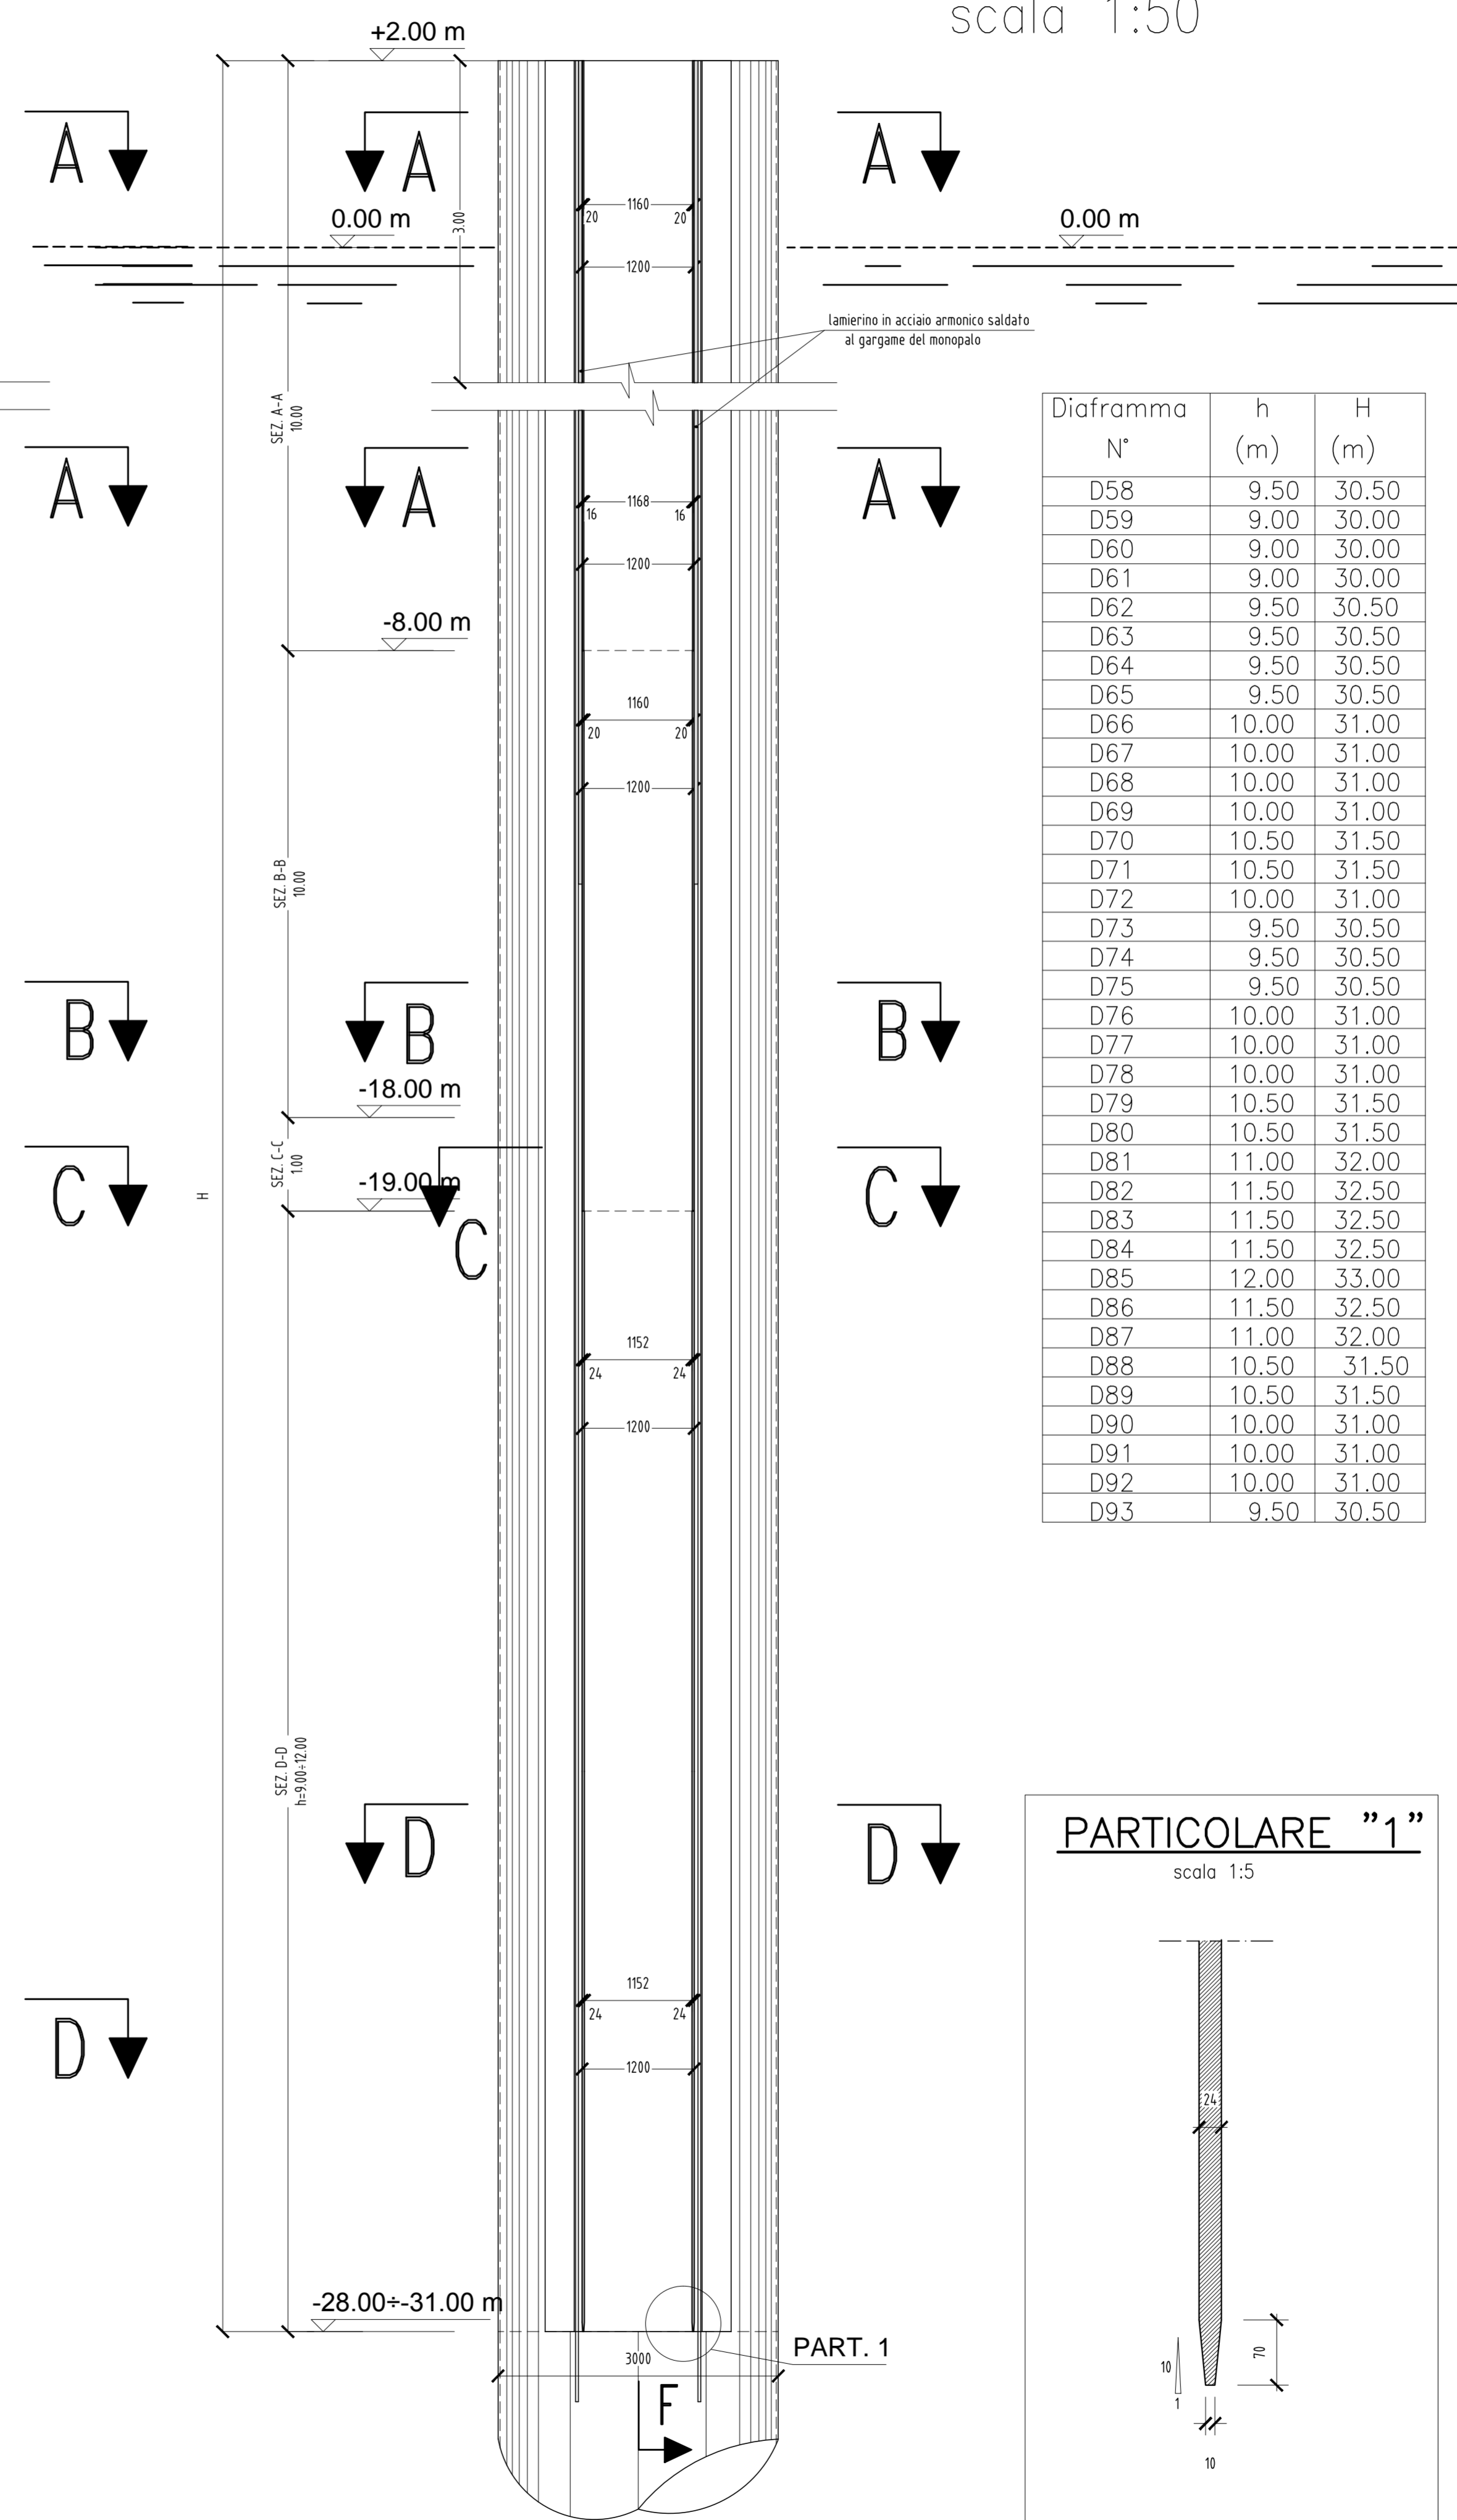 scala 1:50
+2.00 m
A
A
A
3.00
1160
20
20
0.00 m
0.00 m
1200
lamierino in acciaio armonico saldato
al gargame del monopalo
SEZ. A-A
10.00
A
A
A
1168
16
16
1200
-8.00 m
1160
20
20
1200
SEZ. B-B
10.00
B
B
B
-18.00 m
SEZ. C-C
1.00
C
C
C
-19.00 m
H
1152
24
24
1200
SEZ. D-D
h=9.00÷12.00
D
D
1152
24
24
1200
D
-28.00÷-31.00 m
PART. 1
3000
F
Diaframma h H
N° (m) (m)
D58 9.50 30.50
D59 9.00 30.00
D60 9.00 30.00
D61 9.00 30.00
D62 9.50 30.50
D63 9.50 30.50
D64 9.50 30.50
D65 9.50 30.50
D66 10.00 31.00
D67 10.00 31.00
D68 10.00 31.00
D69 10.00 31.00
D70 10.50 31.50
D71 10.50 31.50
D72 10.00 31.00
D73 9.50 30.50
D74 9.50 30.50
D75 9.50 30.50
D76 10.00 31.00
D77 10.00 31.00
D78 10.00 31.00
D79 10.50 31.50
D80 10.50 31.50
D81 11.00 32.00
D82 11.50 32.50
D83 11.50 32.50
D84 11.50 32.50
D85 12.00 33.00
D86 11.50 32.50
D87 11.00 32.00
D88 10.50 31.50
D89 10.50 31.50
D90 10.00 31.00
D91 10.00 31.00
D92 10.00 31.00
D93 9.50 30.50
PARTICOLARE "1"
scala 1:5
24
10
1
70
10